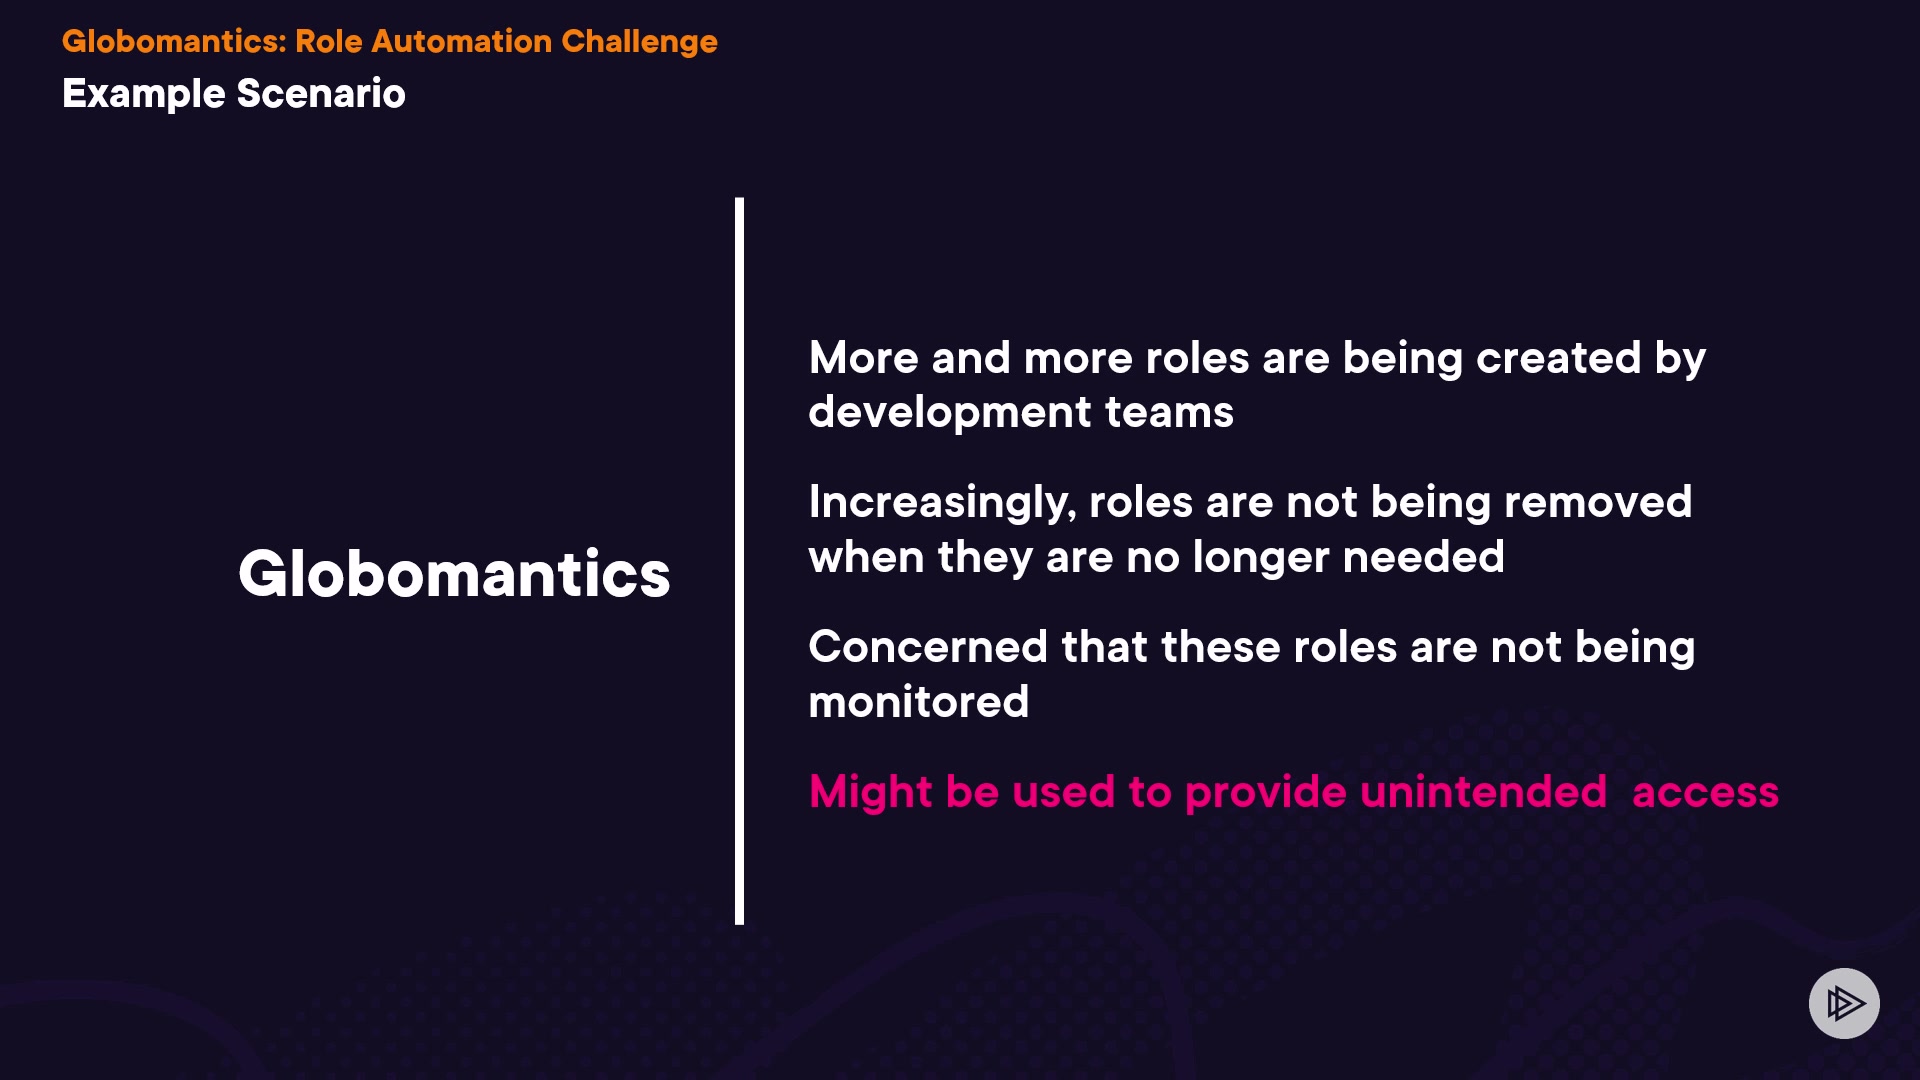 Globomantics: Role Automation Challenge
Example Scenario
Globomantics
More and more roles are being created by
development teams
Increasingly, roles are not being removed
when they are no longer needed
Concerned that these roles are not being
monitored
Might be used to provide unintended  access